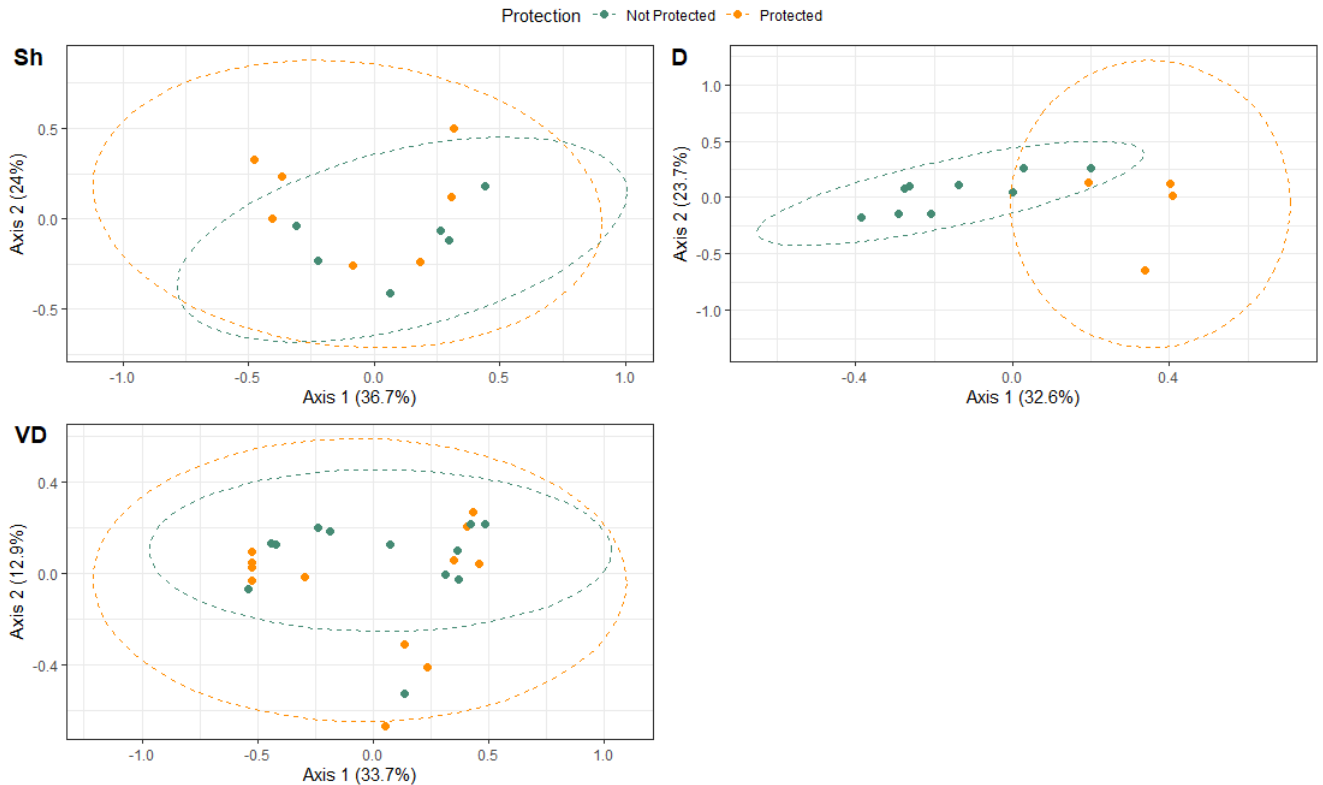 Protection Not Protected Protected
Sh
0.5
0.0
-0.5
Axis 2 (24%)
-1.0 -0.5 0.0 0.5 1.0
Axis 1 (36.7%)
D
1.0
0.5
0.0
-0.5
-1.0
Axis 2 (23.7%)
-0.4 0.0 0.4
Axis 1 (32.6%)
VD
0.4
0.0
-0.4
Axis 2 (12.9%)
-1.0 -0.5 0.0 0.5 1.0
Axis 1 (33.7%)